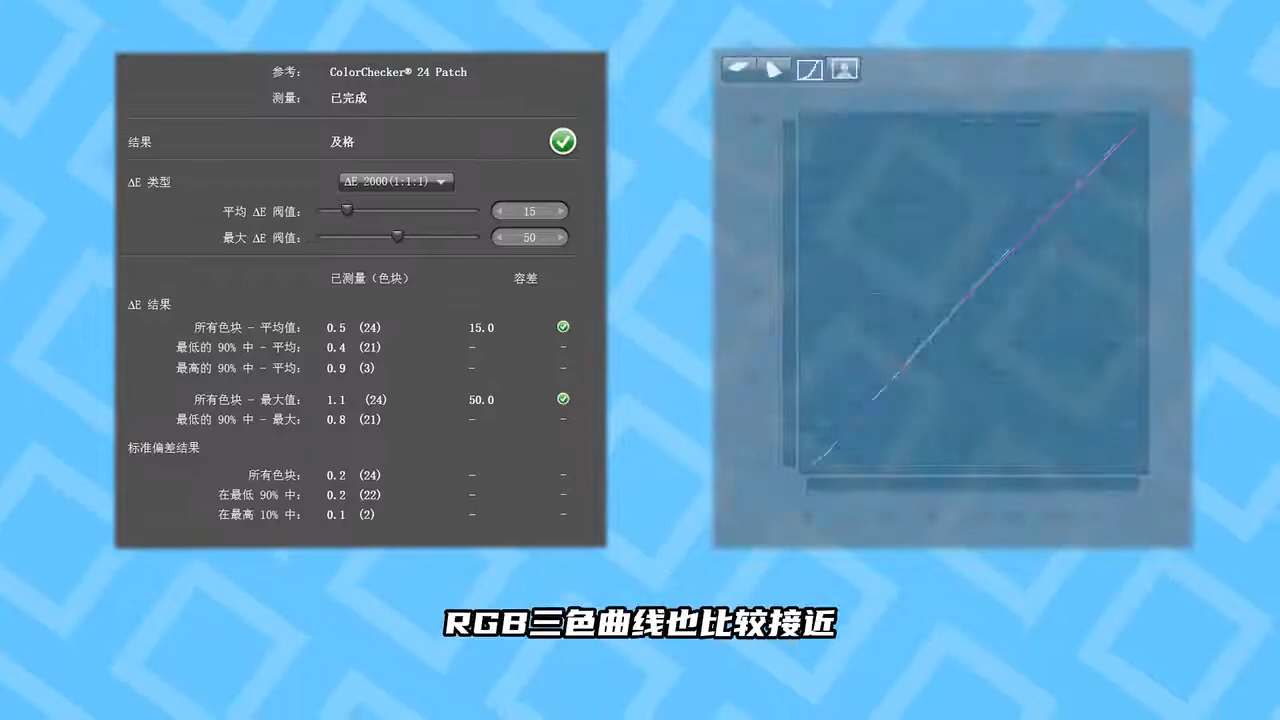 参考: ColorChecker® 24 Patch
测量: 已完成
结果 及格
ΔE 类型 ΔE 2000(1:1:1)
平均 ΔE 阀值: 15
最大 ΔE 阀值: 50
已测量(色块) 容差
ΔE 结果
所有色块 - 平均值: 0.5 (24) 15.0
最低的 90% 中 - 平均: 0.4 (21) - -
最高的 90% 中 - 平均: 0.9 (3) - -
所有色块 - 最大值: 1.1 (24) 50.0
最低的 90% 中 - 最大: 0.8 (21) - -
标准偏差结果
所有色块: 0.2 (24) - -
在最低 90% 中: 0.2 (22) - -
在最高 10% 中: 0.1 (2) - -
RGB三色曲线也比较接近